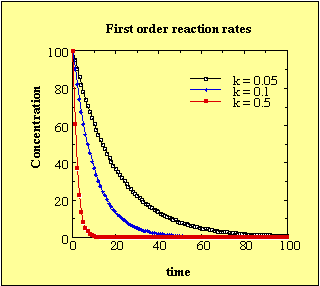 First order reaction rates
100
80
60
40
20
0
Concentration
k = 0.05
k = 0.1
k = 0.5
0 20 40 60 80 100
time